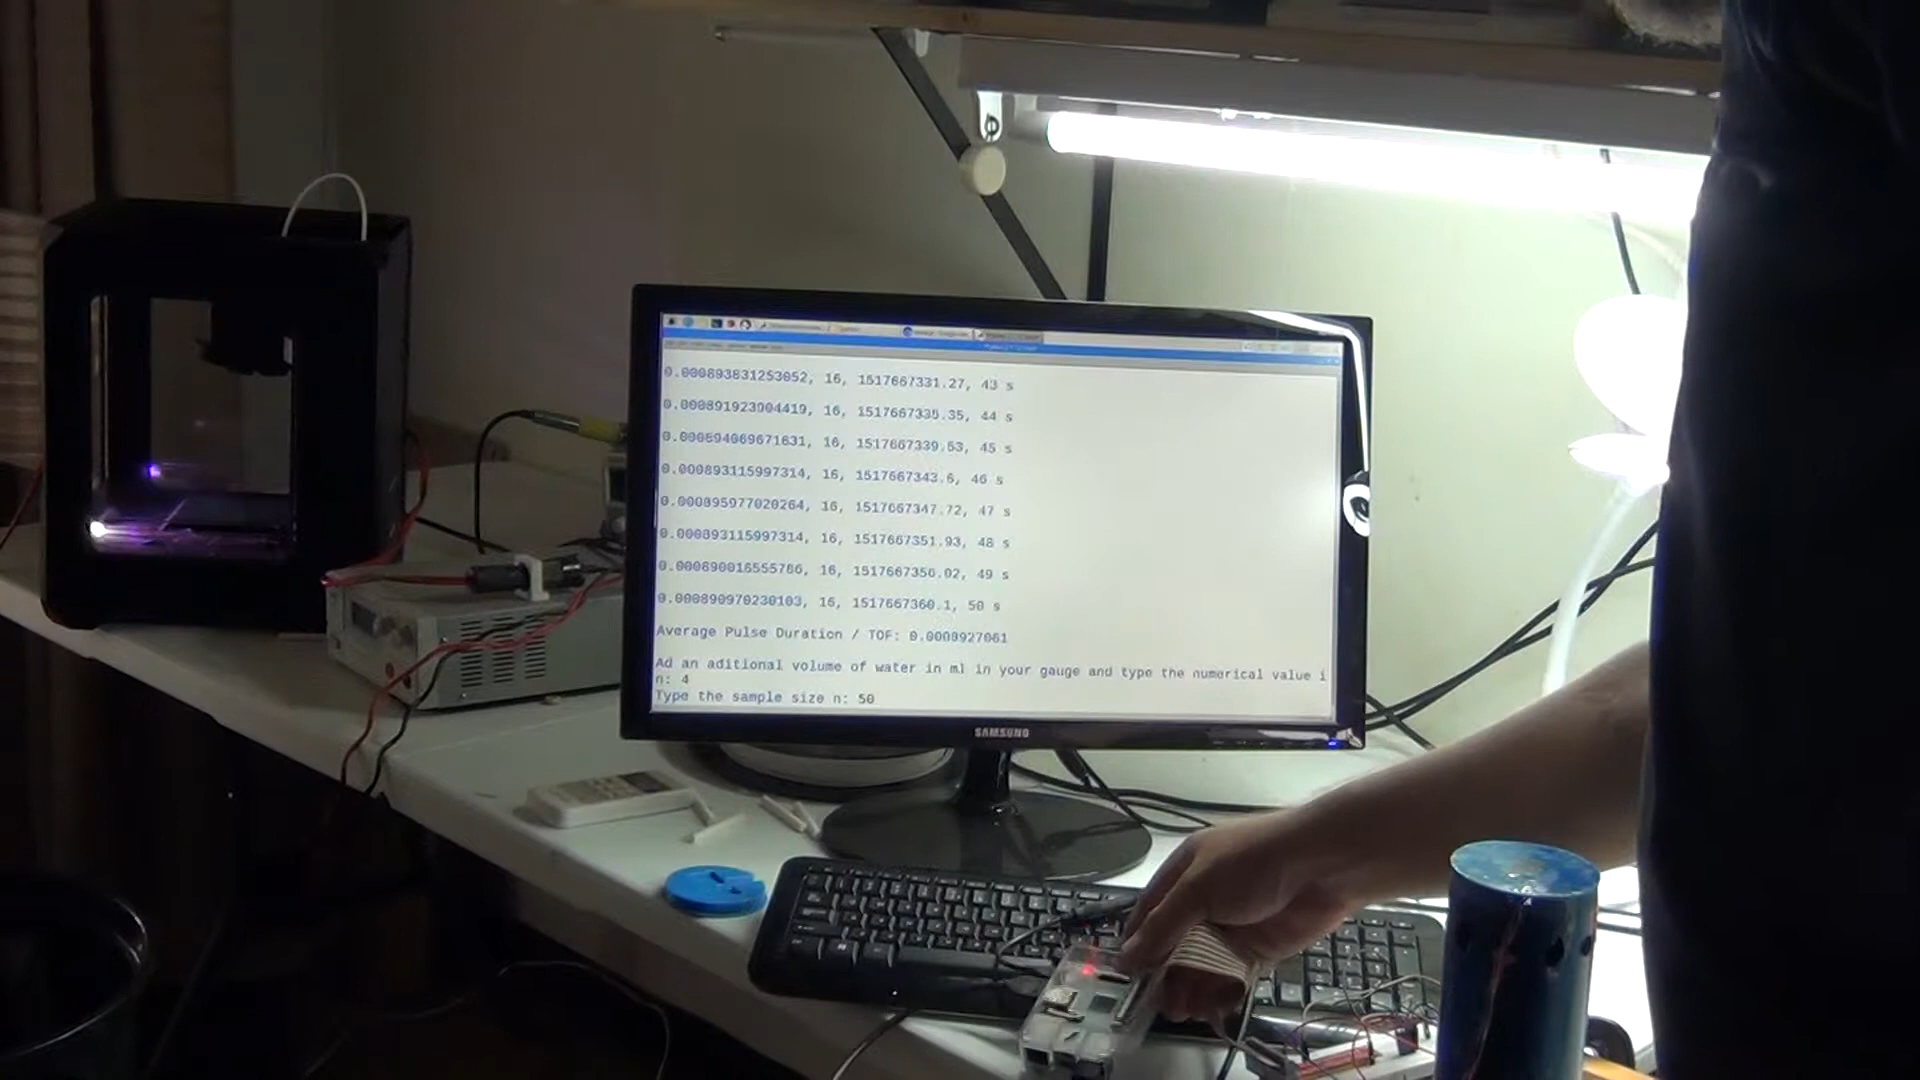 0.000893831253052, 16, 1517667331.27, 43 s
0.000891923904419, 16, 1517667335.35, 44 s
0.000894069671631, 16, 1517667339.53, 45 s
0.000893115997314, 16, 1517667343.6, 46 s
0.000895977020264, 16, 1517667347.72, 47 s
0.000893115997314, 16, 1517667351.93, 48 s
0.000890016555786, 16, 1517667356.02, 49 s
0.000890970230103, 16, 1517667360.1, 50 s
Average Pulse Duration / TOF: 0.0008927061
Ad an aditional volume of water in ml in your gauge and type the numerical value i
n: 4
Type the sample size n: 50
SAMSUNG